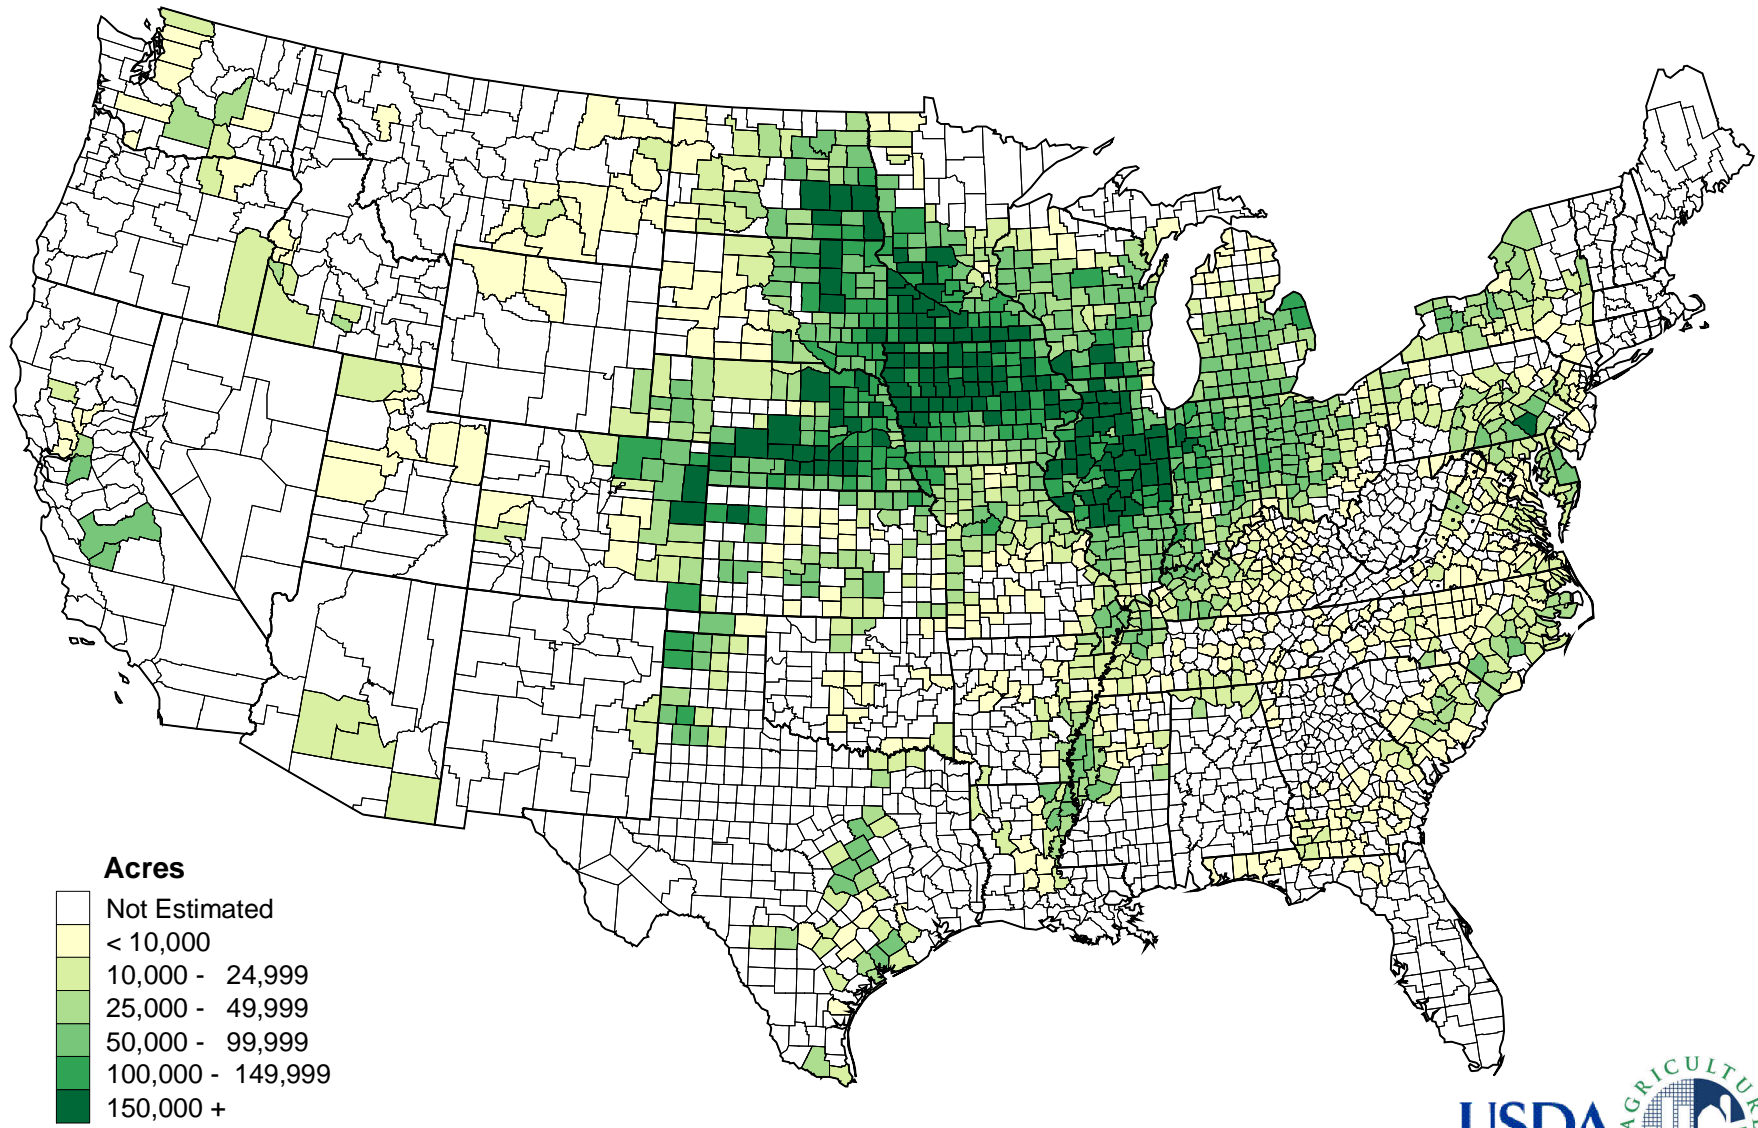 Acres
Not Estimated
< 10,000
10,000 - 24,999
25,000 - 49,999
50,000 - 99,999
100,000 - 149,999
150,000 +
USDA